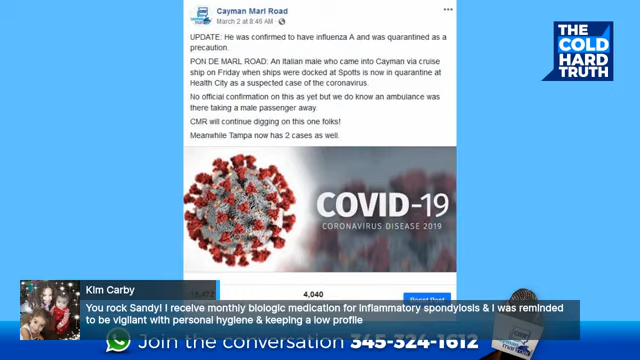 Cayman Marl Road
March 2 at 8:46 AM
UPDATE: He was confirmed to have influenza A and was quarantined as a
precaution.
PON DE MARL ROAD: An Italian male who came into Cayman via cruise
ship on Friday when ships were docked at Spotts is now in quarantine at
Health City as a suspected case of the coronavirus.
No official confirmation on this as yet but we do know an ambulance was
there taking a male passenger away.
CMR will continue digging on this one folks!
Meanwhile Tampa now has 2 cases as well.
THE
COLD
HARD
TRUTH
COVID-19
CORONAVIRUS DISEASE 2019
4,040
Boost Post
Kim Carby
You rock Sandy! I receive monthly biologic medication for inflammatory spondylosis & I was reminded
to be vigilant with personal hygiene & keeping a low profile
Join the conversation 345-324-1612